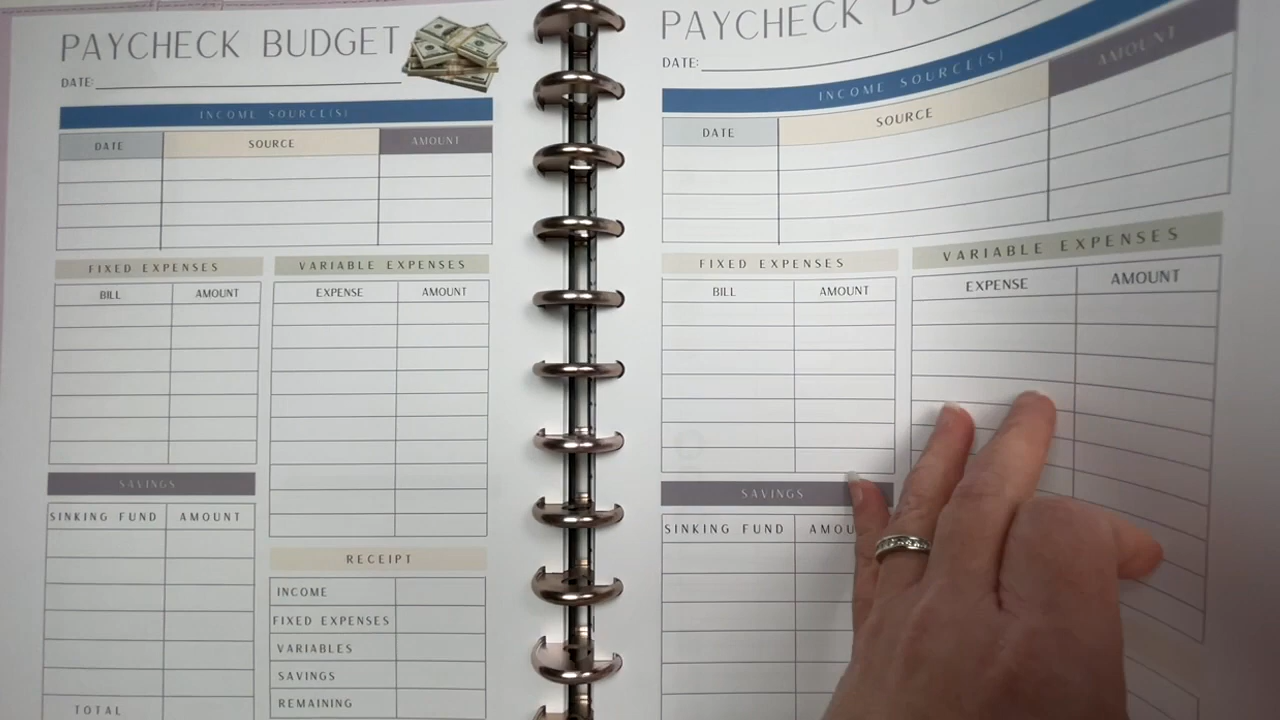 PAYCHECK BUDGET
DATE:
INCOME SOURCE(S)
DATE SOURCE AMOUNT
FIXED EXPENSES
BILL AMOUNT
VARIABLE EXPENSES
EXPENSE AMOUNT
SAVINGS
SINKING FUND AMOUNT
TOTAL
RECEIPT
INCOME
FIXED EXPENSES
VARIABLES
SAVINGS
REMAINING
PAYCHECK
DATE:
INCOME SOURCE(S)
DATE SOURCE AMOUNT
FIXED EXPENSES
BILL AMOUNT
VARIABLE EXPENSES
EXPENSE AMOUNT
SAVINGS
SINKING FUND AMOU